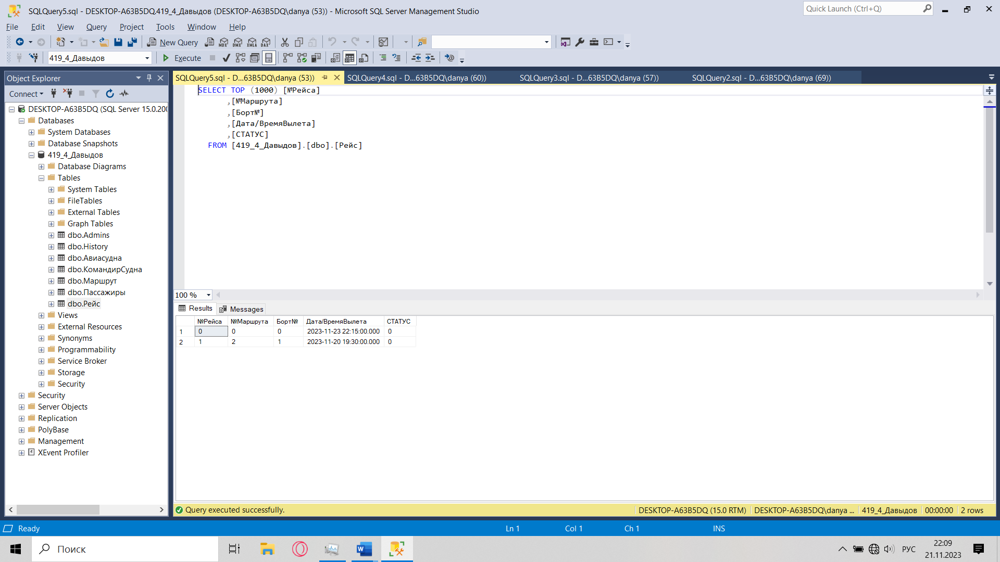 SQLQuery5.sql - DESKTOP-A63B5DQ.419_4_Давыдов (DESKTOP-A63B5DQ\danya (53)) - Microsoft SQL Server Management Studio
Quick Launch (Ctrl+Q)
File Edit View Query Project Tools Window Help
New Query
MDX DMX XMLA DAX
419_4_Давыдов
Execute
Object Explorer
SQLQuery5.sql - D...63B5DQ\danya (53))
SQLQuery4.sql - D...63B5DQ\danya (60))
SQLQuery3.sql - D...63B5DQ\danya (57))
SQLQuery2.sql - D...63B5DQ\danya (69))
Connect
DESKTOP-A63B5DQ (SQL Server 15.0.200
Databases
System Databases
Database Snapshots
419_4_Давыдов
Database Diagrams
Tables
System Tables
FileTables
External Tables
Graph Tables
dbo.Admins
dbo.History
dbo.Авиасудна
dbo.КомандирСудна
dbo.Маршрут
dbo.Пассажиры
dbo.Рейс
Views
External Resources
Synonyms
Programmability
Service Broker
Storage
Security
Security
Server Objects
Replication
PolyBase
Management
XEvent Profiler
SELECT TOP (1000) [№Рейса]
,[№Маршрута]
,[Борт№]
,[Дата/ВремяВылета]
,[СТАТУС]
FROM [419_4_Давыдов].[dbo].[Рейс]
100 %
Results Messages
№Рейса №Маршрута Борт№ Дата/ВремяВылета СТАТУС
1 0 0 0 2023-11-23 22:15:00.000 0
2 1 2 1 2023-11-20 19:30:00.000 0
Query executed successfully.
DESKTOP-A63B5DQ (15.0 RTM) DESKTOP-A63B5DQ\danya ... 419_4_Давыдов 00:00:00 2 rows
Ready Ln 1 Col 1 Ch 1 INS
Поиск
РУС
22:09
21.11.2023